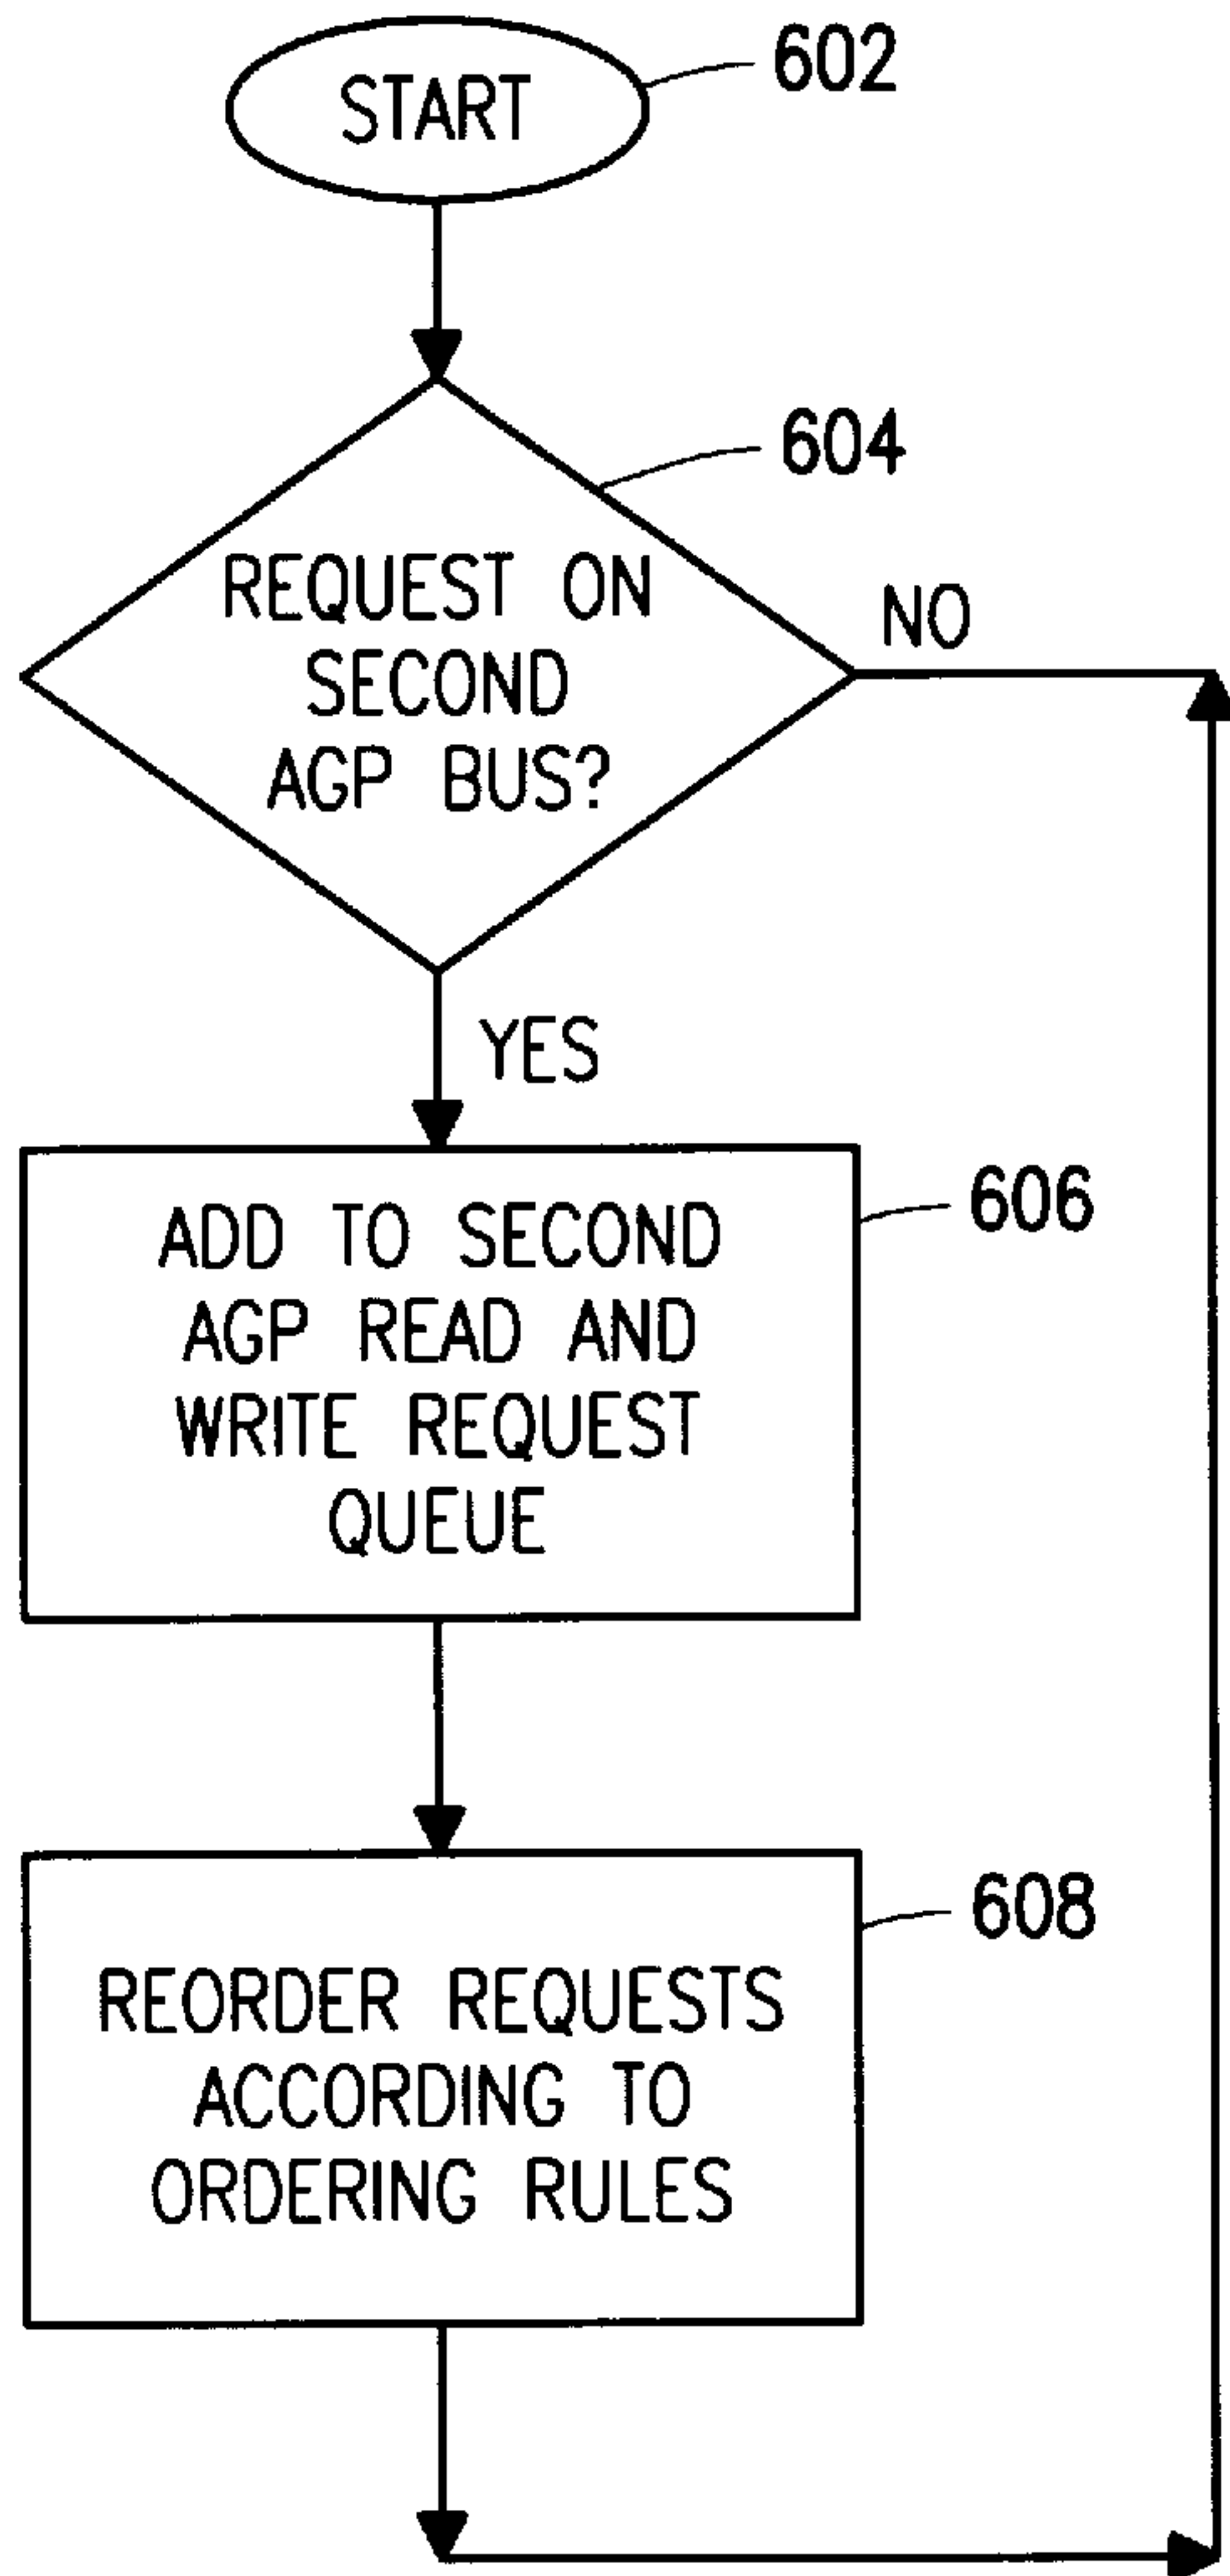 START
602
604
REQUEST ON
SECOND
AGP BUS?
NO
YES
ADD TO SECOND
AGP READ AND
WRITE REQUEST
QUEUE
606
REORDER REQUESTS
ACCORDING TO
ORDERING RULES
608